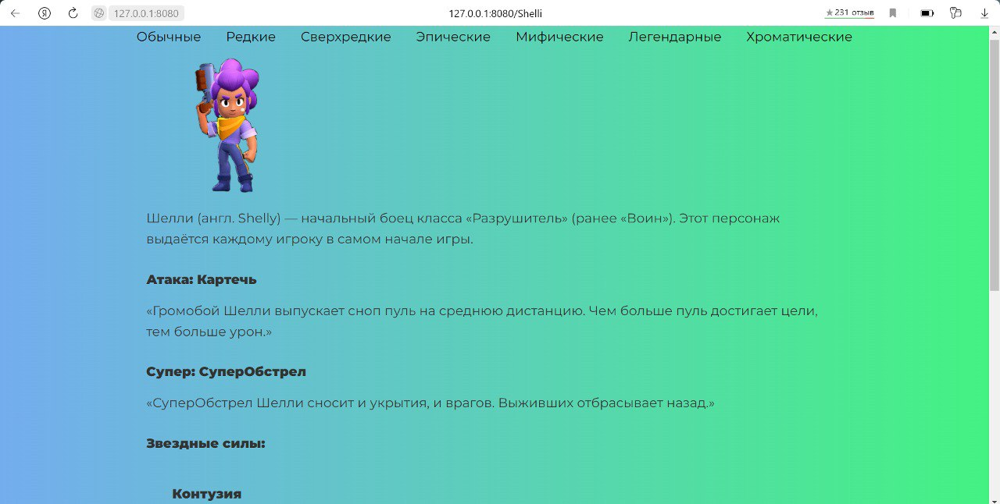 Я 127.0.0.1:8080 127.0.0.1:8080/Shelli ★231 отзыв
Обычные Редкие Сверхредкие Эпические Мифические Легендарные Хроматические
Шелли (англ. Shelly) — начальный боец класса «Разрушитель» (ранее «Воин»). Этот персонаж
выдаётся каждому игроку в самом начале игры.
Атака: Картечь
«Громобой Шелли выпускает сноп пуль на среднюю дистанцию. Чем больше пуль достигает цели,
тем больше урон.»
Супер: СуперОбстрел
«СуперОбстрел Шелли сносит и укрытия, и врагов. Выживших отбрасывает назад.»
Звездные силы:
Контузия